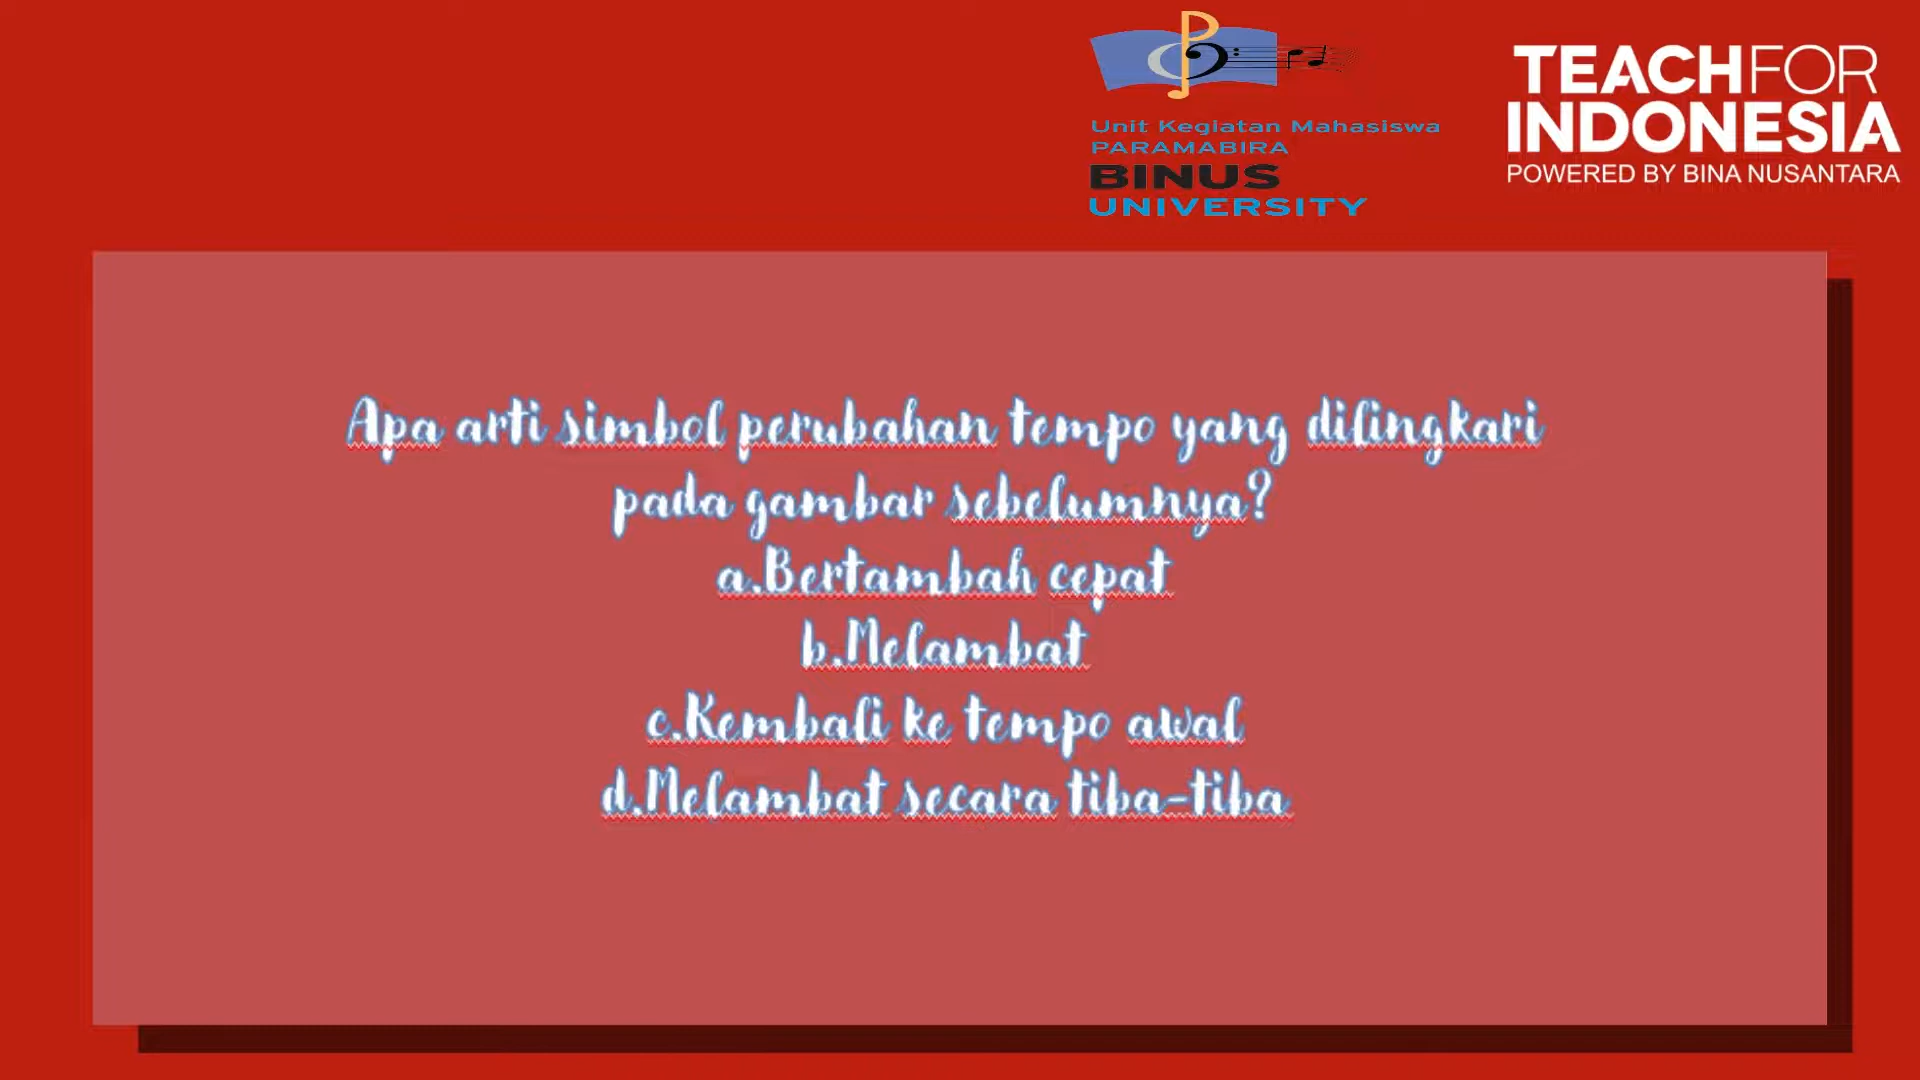 Unit Kegiatan Mahasiswa
PARAMABIRA
BINUS
UNIVERSITY
TEACHFOR
INDONESIA
POWERED BY BINA NUSANTARA
Apa arti simbol perubahan tempo yang dilingkari
pada gambar sebelumnya?
a.Bertambah cepat
b.Melambat
c.Kembali ke tempo awal
d.Melambat secara tiba-tiba